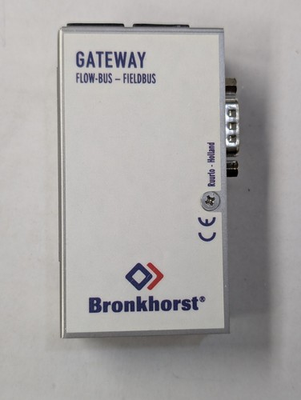 GATEWAY
FLOW-BUS – FIELDBUS
Ruurlo - Holland
CE
Bronkhorst®